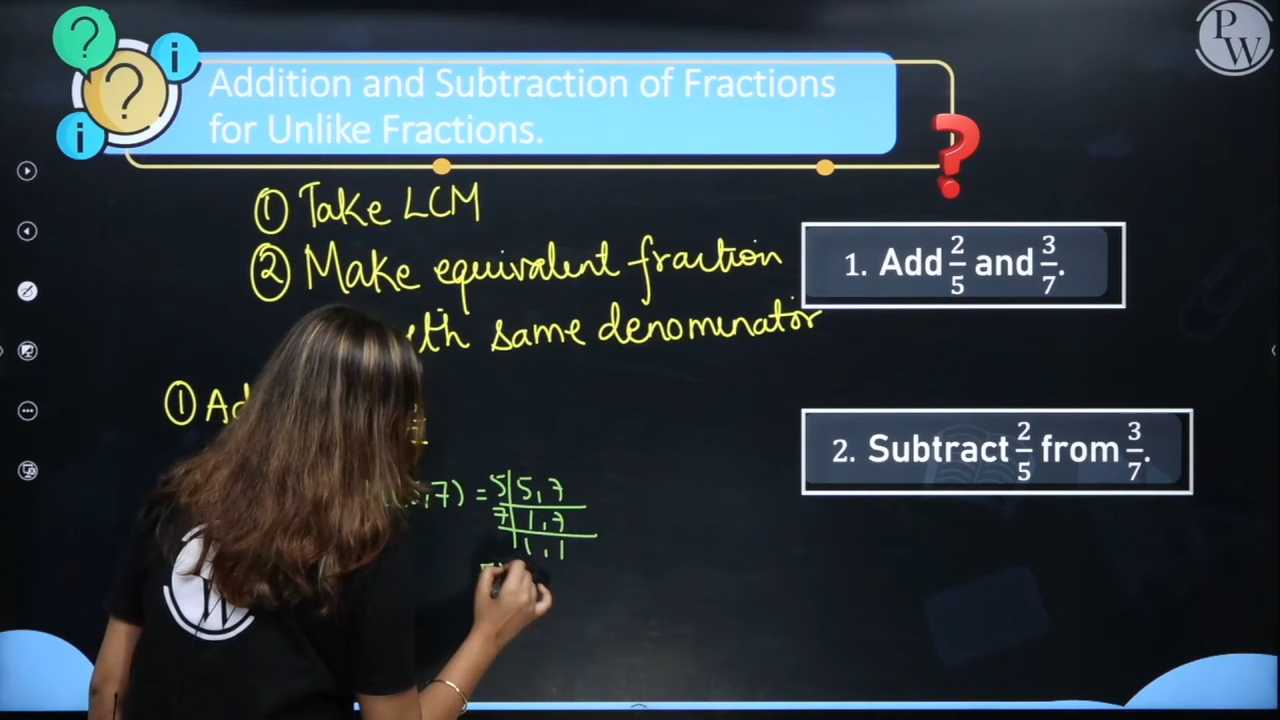 Addition and Subtraction of Fractions
for Unlike Fractions.
PW
① Take LCM
② Make equivalent fraction
same denominator
1. Add 2/5 and 3/7.
①
2. Subtract 2/5 from 3/7.
,7) = 5|5,7
7|1,7
1,1